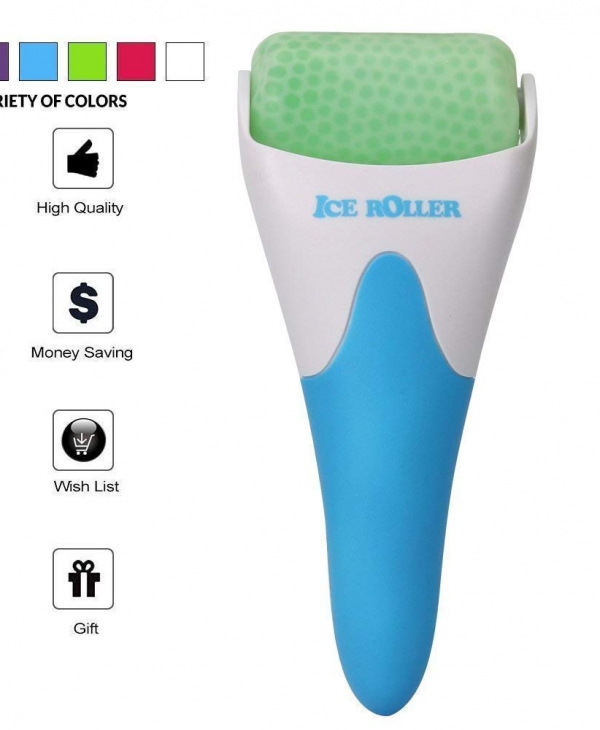 RIETY OF COLORS
ICE ROLLER
High Quality
$
Money Saving
Wish List
Gift